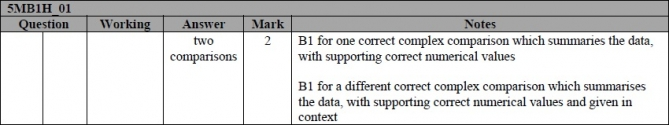 5MB1H_01
Question Working Answer Mark Notes
two comparisons 2 B1 for one correct complex comparison which summaries the data,
with supporting correct numerical values
B1 for a different correct complex comparison which summarises
the data, with supporting correct numerical values and given in
context